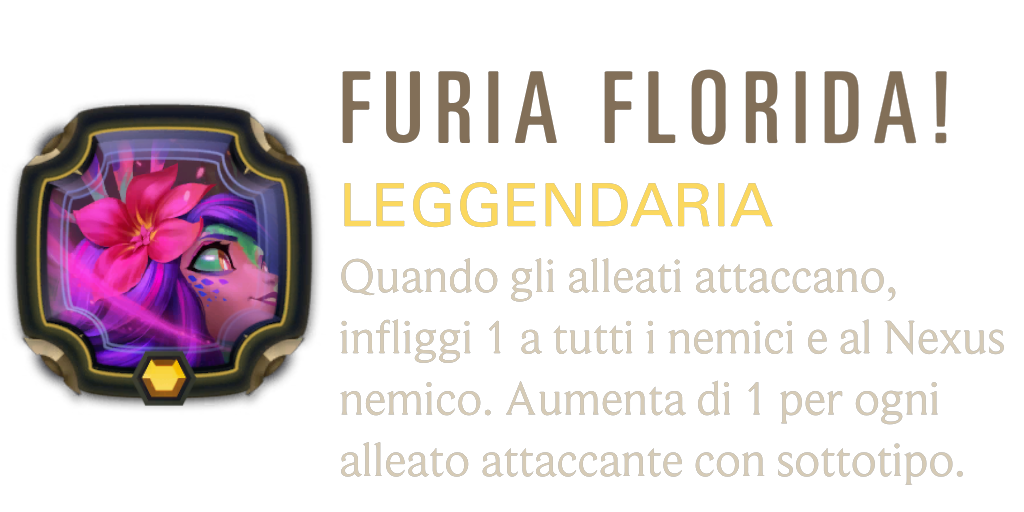 FURIA FLORIDA!
LEGGENDARIA
Quando gli alleati attaccano,
infliggi 1 a tutti i nemici e al Nexus
nemico. Aumenta di 1 per ogni
alleato attaccante con sottotipo.